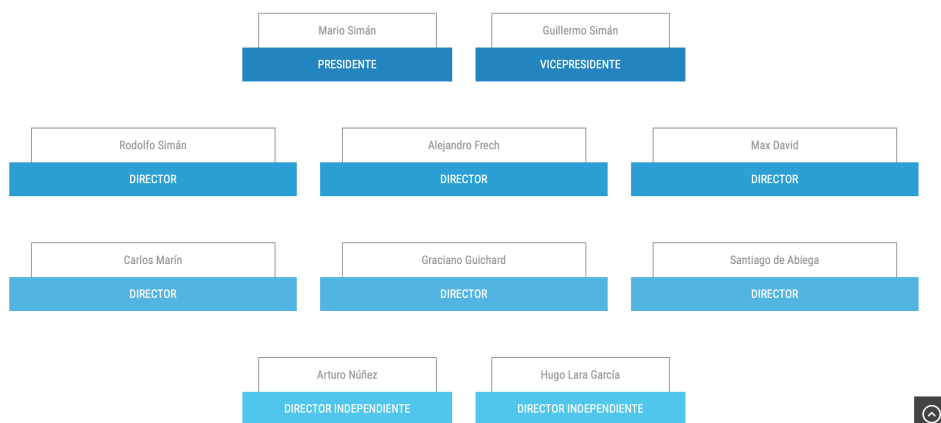 Mario Simán
Guillermo Simán
PRESIDENTE
VICEPRESIDENTE
Rodolfo Simán
Alejandro Frech
Max David
DIRECTOR
DIRECTOR
DIRECTOR
Carlos Marín
Graciano Guichard
Santiago de Abiega
DIRECTOR
DIRECTOR
DIRECTOR
Arturo Núñez
Hugo Lara García
DIRECTOR INDEPENDIENTE
DIRECTOR INDEPENDIENTE